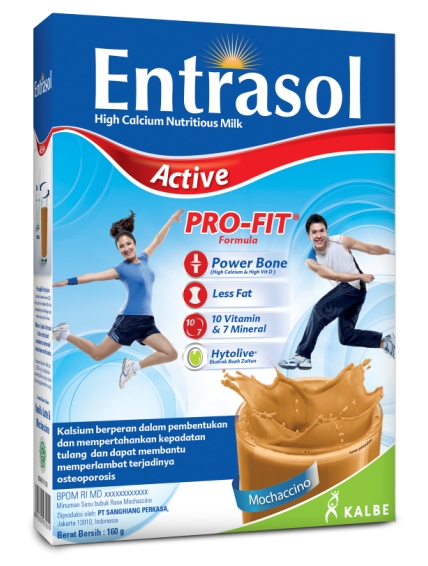 Entrasol
High Calcium Nutritious Milk
Active
PRO-FIT®
Formula
Power Bone
(High Calcium & High Vit D)
Less Fat
10 Vitamin
& 7 Mineral
10
7
Hytolive®
Ekstrak Buah Zaitun
Kalsium berperan dalam pembentukan
dan mempertahankan kepadatan
tulang dan dapat membantu
memperlambat terjadinya
osteoporosis
BPOM RI MD xxxxxxxxxxxx
Minuman Susu bubuk Rasa Mochaccino
Diproduksi oleh: PT SANGHIANG PERKASA,
Jakarta 13910, Indonesia
Berat Bersih : 160 g
Mochaccino
KALBE